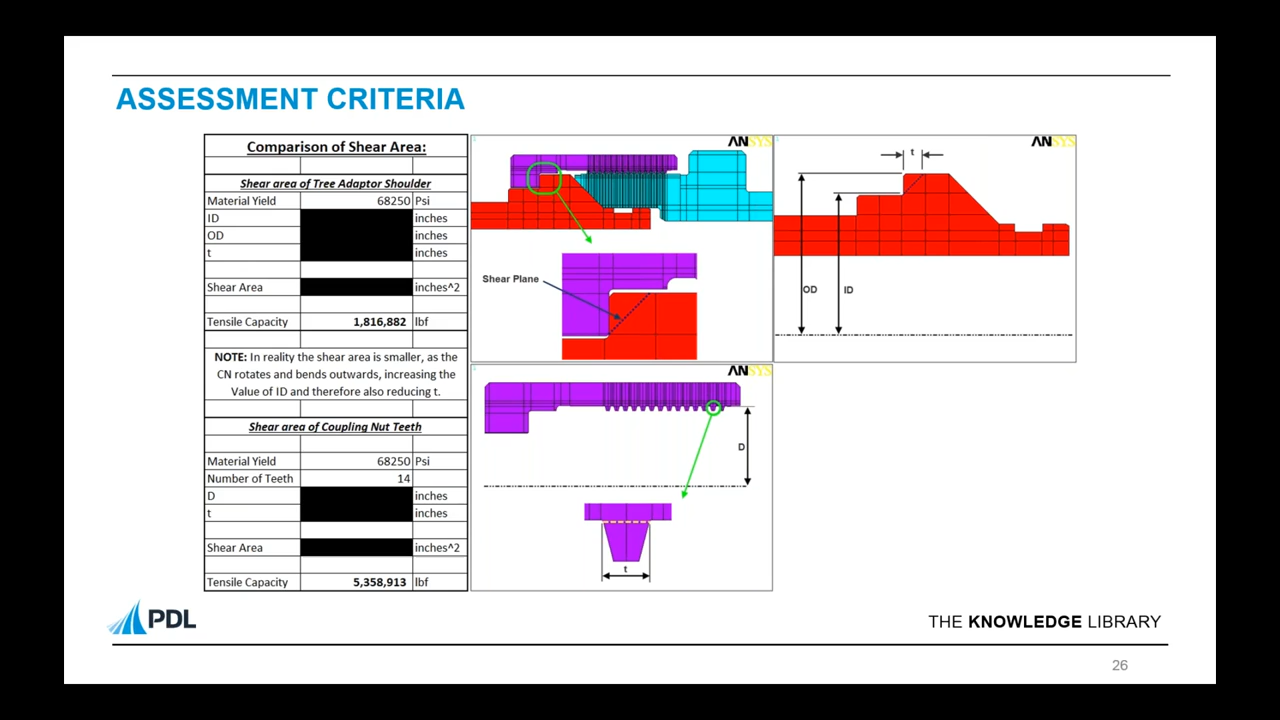 ASSESSMENT CRITERIA
Comparison of Shear Area:
Shear area of Tree Adaptor Shoulder
Material Yield 68250 Psi
ID inches
OD inches
t inches
Shear Area inches^2
Tensile Capacity 1,816,882 lbf
NOTE: In reality the shear area is smaller, as the
CN rotates and bends outwards, increasing the
Value of ID and therefore also reducing t.
Shear area of Coupling Nut Teeth
Material Yield 68250 Psi
Number of Teeth 14
D inches
t inches
Shear Area inches^2
Tensile Capacity 5,358,913 lbf
1
ANSYS
Shear Plane
1
ANSYS
t
OD
ID
1
ANSYS
D
t
PDL
THE KNOWLEDGE LIBRARY
26